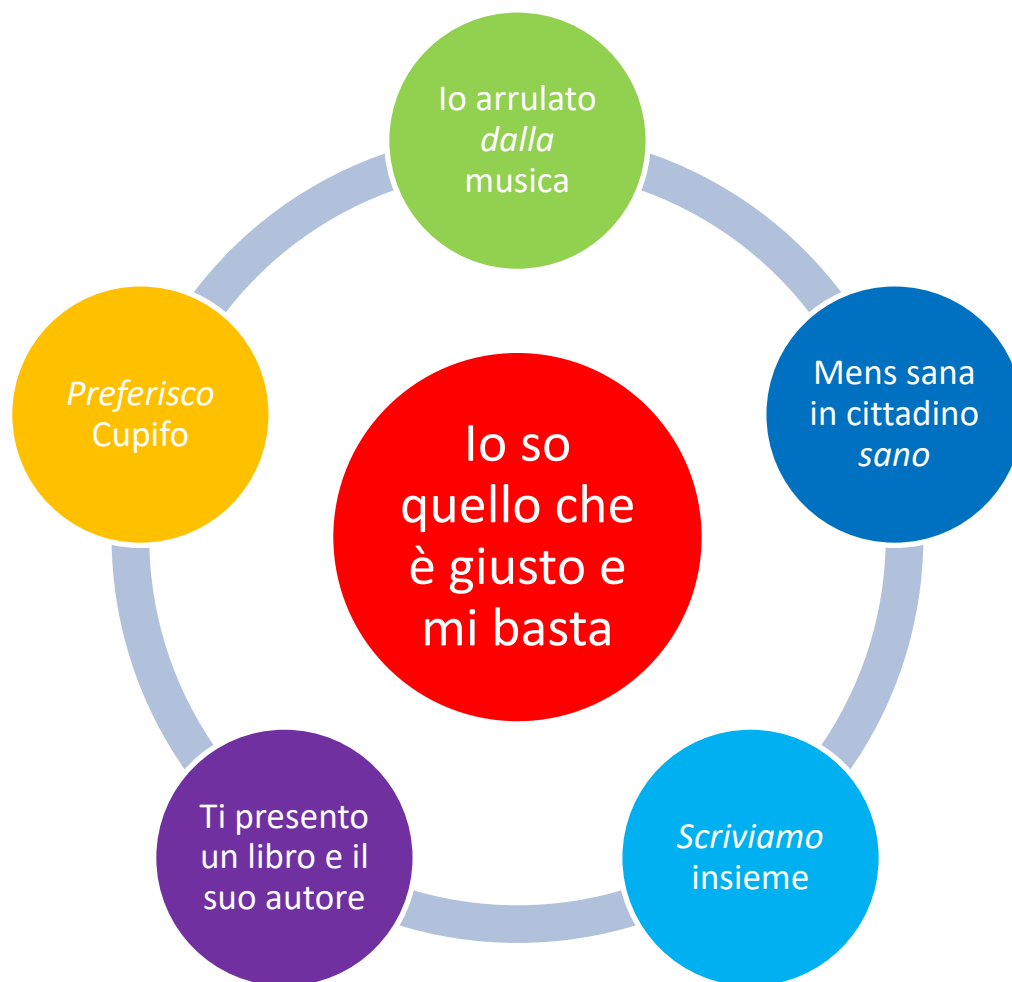 Io arrulato
dalla
musica
Mens sana
in cittadino
sano
Scriviamo
insieme
Ti presento
un libro e il
suo autore
Preferisco
Cupifo
Io so
quello che
è giusto e
mi basta